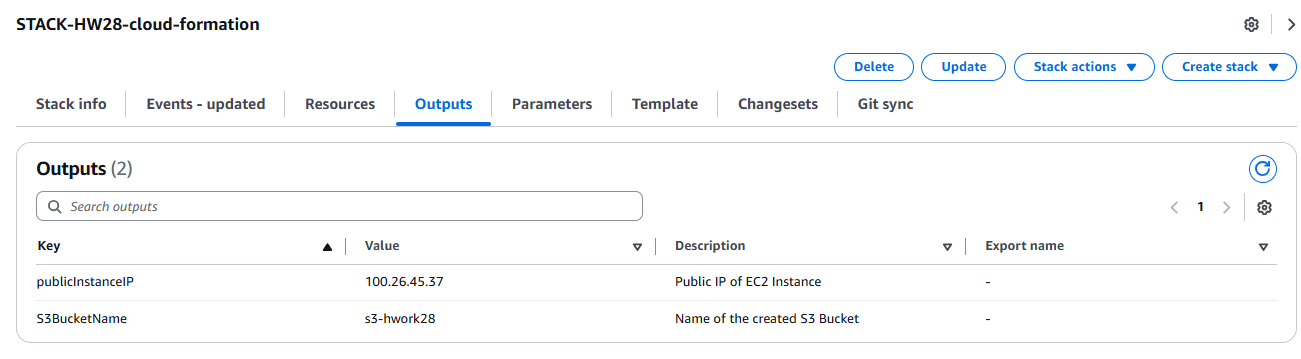 STACK-HW28-cloud-formation
Delete Update Stack actions Create stack
Stack info Events - updated Resources Outputs Parameters Template Changesets Git sync
Outputs (2)
Search outputs
1
Key Value Description Export name
publicInstanceIP 100.26.45.37 Public IP of EC2 Instance -
S3BucketName s3-hwork28 Name of the created S3 Bucket -